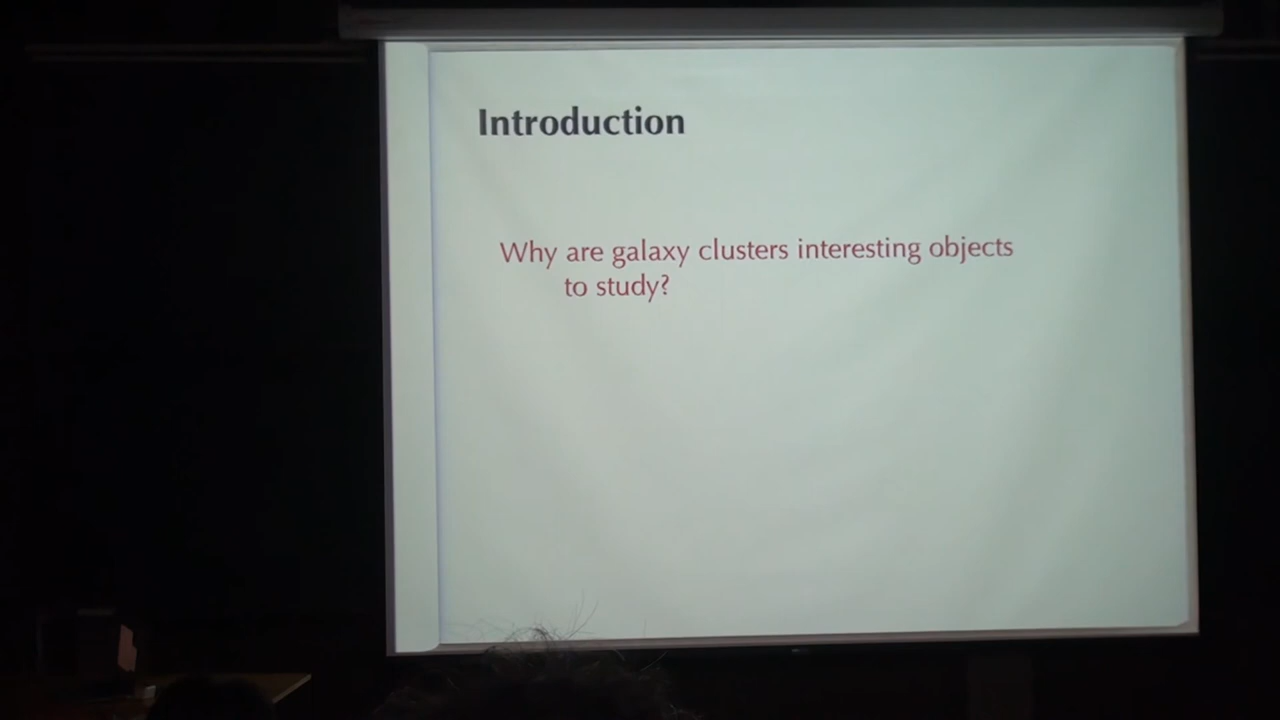 Introduction
Why are galaxy clusters interesting objects
to study?